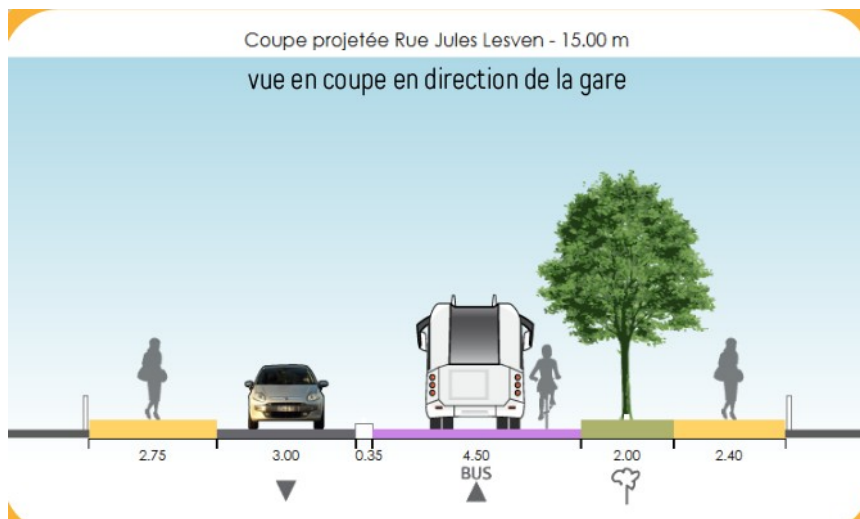 Coupe projetée Rue Jules Lesven - 15.00 m
vue en coupe en direction de la gare
2.75 3.00 0.35 4.50 2.00 2.40
BUS